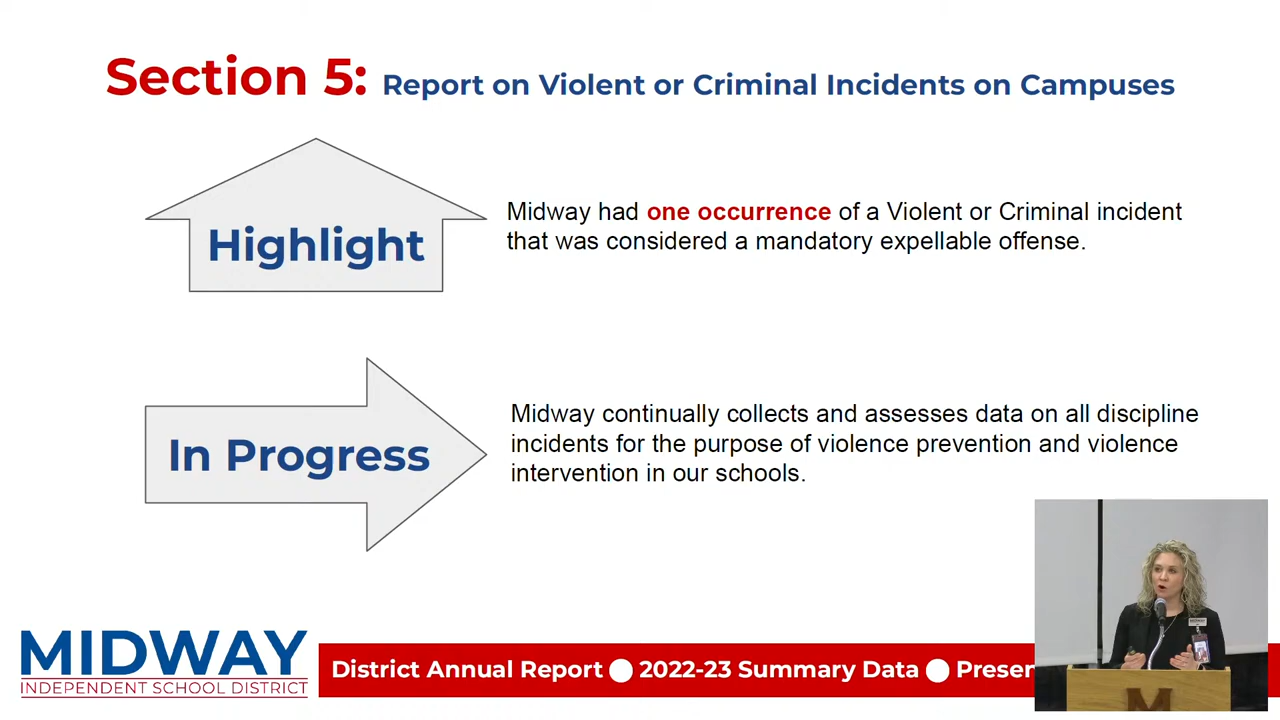 Section 5: Report on Violent or Criminal Incidents on Campuses
Highlight
Midway had one occurrence of a Violent or Criminal incident
that was considered a mandatory expellable offense.
In Progress
Midway continually collects and assesses data on all discipline
incidents for the purpose of violence prevention and violence
intervention in our schools.
MIDWAY
INDEPENDENT SCHOOL DISTRICT
District Annual Report ● 2022-23 Summary Data ● Presen
M